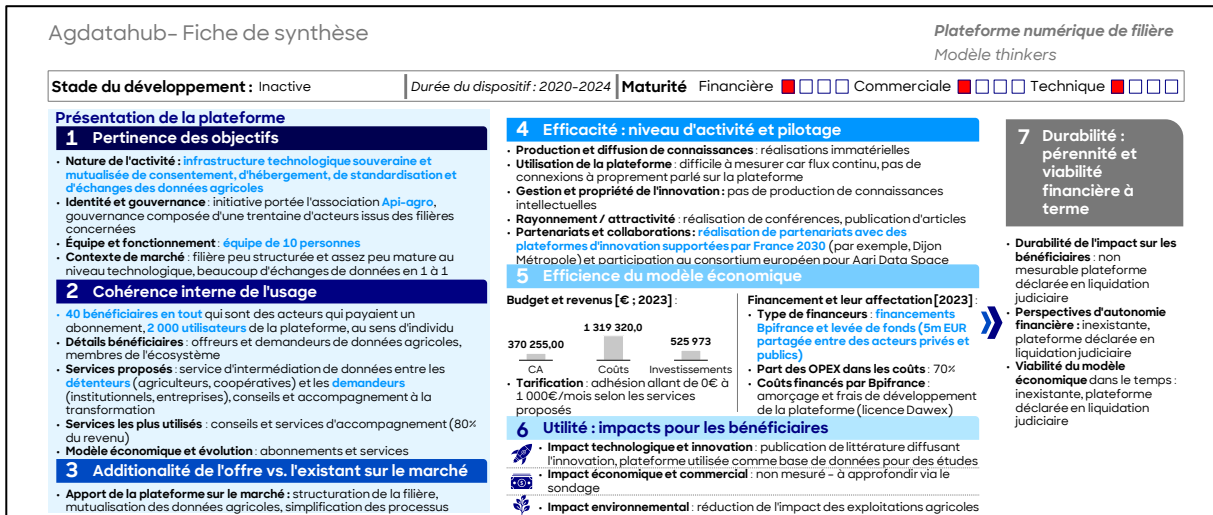 Agdatahub– Fiche de synthèse
Plateforme numérique de filière
Modèle thinkers
Stade du développement : Inactive
Durée du dispositif : 2020-2024
Maturité Financière Commerciale Technique
Présentation de la plateforme
1 Pertinence des objectifs
• Nature de l'activité : infrastructure technologique souveraine et
mutualisée de consentement, d'hébergement, de standardisation et
d'échanges des données agricoles
• Identité et gouvernance : initiative portée l'association Api-agro,
gouvernance composée d'une trentaine d'acteurs issus des filières
concernées
• Équipe et fonctionnement : équipe de 10 personnes
• Contexte de marché : filière peu structurée et assez peu mature au
niveau technologique, beaucoup d'échanges de données en 1 à 1
2 Cohérence interne de l'usage
• 40 bénéficiaires en tout qui sont des acteurs qui payaient un
abonnement, 2 000 utilisateurs de la plateforme, au sens d'individu
• Détails bénéficiaires : offreurs et demandeurs de données agricoles,
membres de l'écosystème
• Services proposés : service d'intermédiation de données entre les
détenteurs (agriculteurs, coopératives) et les demandeurs
(institutionnels, entreprises), conseils et accompagnement à la
transformation
• Services les plus utilisés : conseils et services d'accompagnement (80%
du revenu)
• Modèle économique et évolution : abonnements et services
3 Additionalité de l'offre vs. l'existant sur le marché
• Apport de la plateforme sur le marché : structuration de la filière,
mutualisation des données agricoles, simplification des processus
4 Efficacité : niveau d'activité et pilotage
• Production et diffusion de connaissances : réalisations immatérielles
• Utilisation de la plateforme : difficile à mesurer car flux continu, pas de
connexions à proprement parlé sur la plateforme
• Gestion et propriété de l'innovation : pas de production de connaissances
intellectuelles
• Rayonnement / attractivité : réalisation de conférences, publication d'articles
• Partenariats et collaborations : réalisation de partenariats avec des
plateformes d'innovation supportées par France 2030 (par exemple, Dijon
Métropole) et participation au consortium européen pour Agri Data Space
5 Efficience du modèle économique
Budget et revenus [€ ; 2023] :
1 319 320,0
370 255,00
525 973
CA Coûts Investissements
• Tarification : adhésion allant de 0€ à
1 000€/mois selon les services
proposés
Financement et leur affectation [2023] :
• Type de financeurs : financements
Bpifrance et levée de fonds (5m EUR
partagée entre des acteurs privés et
publics)
• Part des OPEX dans les coûts : 70%
• Coûts financés par Bpifrance :
amorçage et frais de développement
de la plateforme (licence Dawex)
6 Utilité : impacts pour les bénéficiaires
• Impact technologique et innovation : publication de littérature diffusant
l'innovation, plateforme utilisée comme base de données pour des études
• Impact économique et commercial : non mesuré – à approfondir via le
sondage
• Impact environnemental : réduction de l'impact des exploitations agricoles
7 Durabilité :
pérennité et
viabilité
financière à
terme
• Durabilité de l'impact sur les
bénéficiaires : non
mesurable plateforme
déclarée en liquidation
judiciaire
• Perspectives d'autonomie
financière : inexistante,
plateforme déclarée en
liquidation judiciaire
• Viabilité du modèle
économique dans le temps :
inexistante, plateforme
déclarée en liquidation
judiciaire